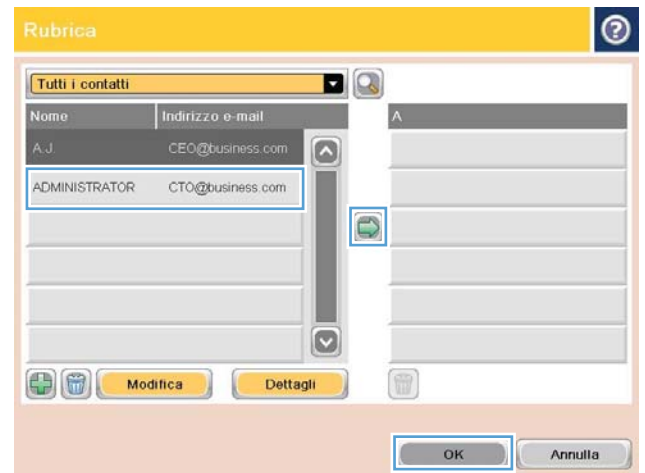 Rubrica
Tutti i contatti
Nome Indirizzo e-mail A
A.J. CEO@business.com
ADMINISTRATOR CTO@business.com
Modifica Dettagli
OK Annulla